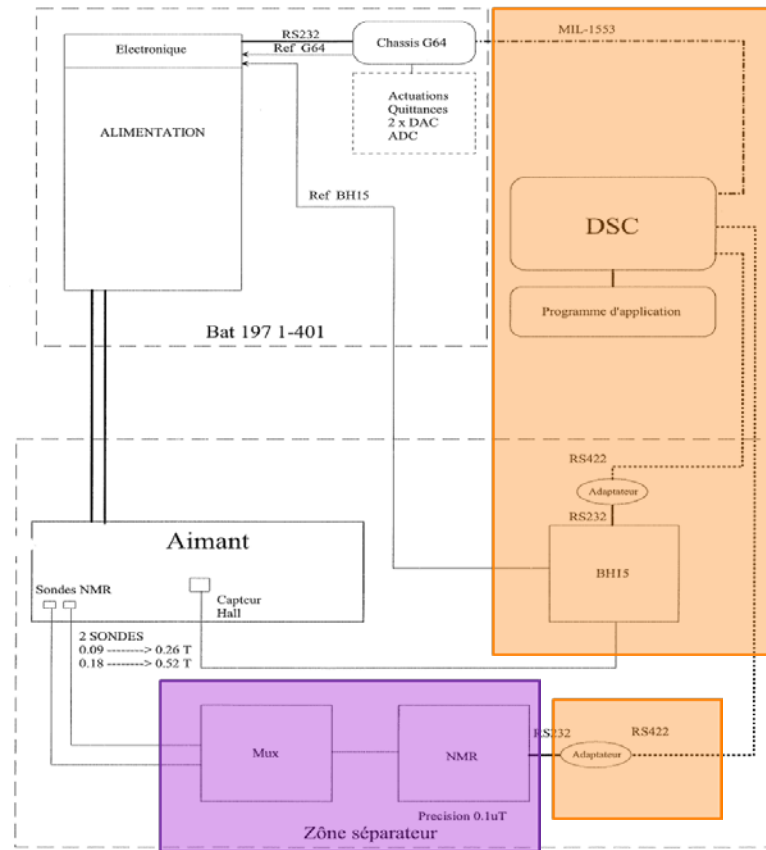 RS232
Ref G64
Chassis G64
MIL-1553
Electronique
ALIMENTATION
Actuations
Quittances
2 x DAC
ADC
Ref BH15
DSC
Programme d'application
Bat 197 1-401
RS422
Adaptateur
RS232
BH15
Aimant
Sondes NMR
Capteur
Hall
2 SONDES
0.09 --------> 0.26 T
0.18 --------> 0.52 T
Mux
NMR
RS232
Adaptateur
RS422
Precision 0.1uT
Zône séparateur